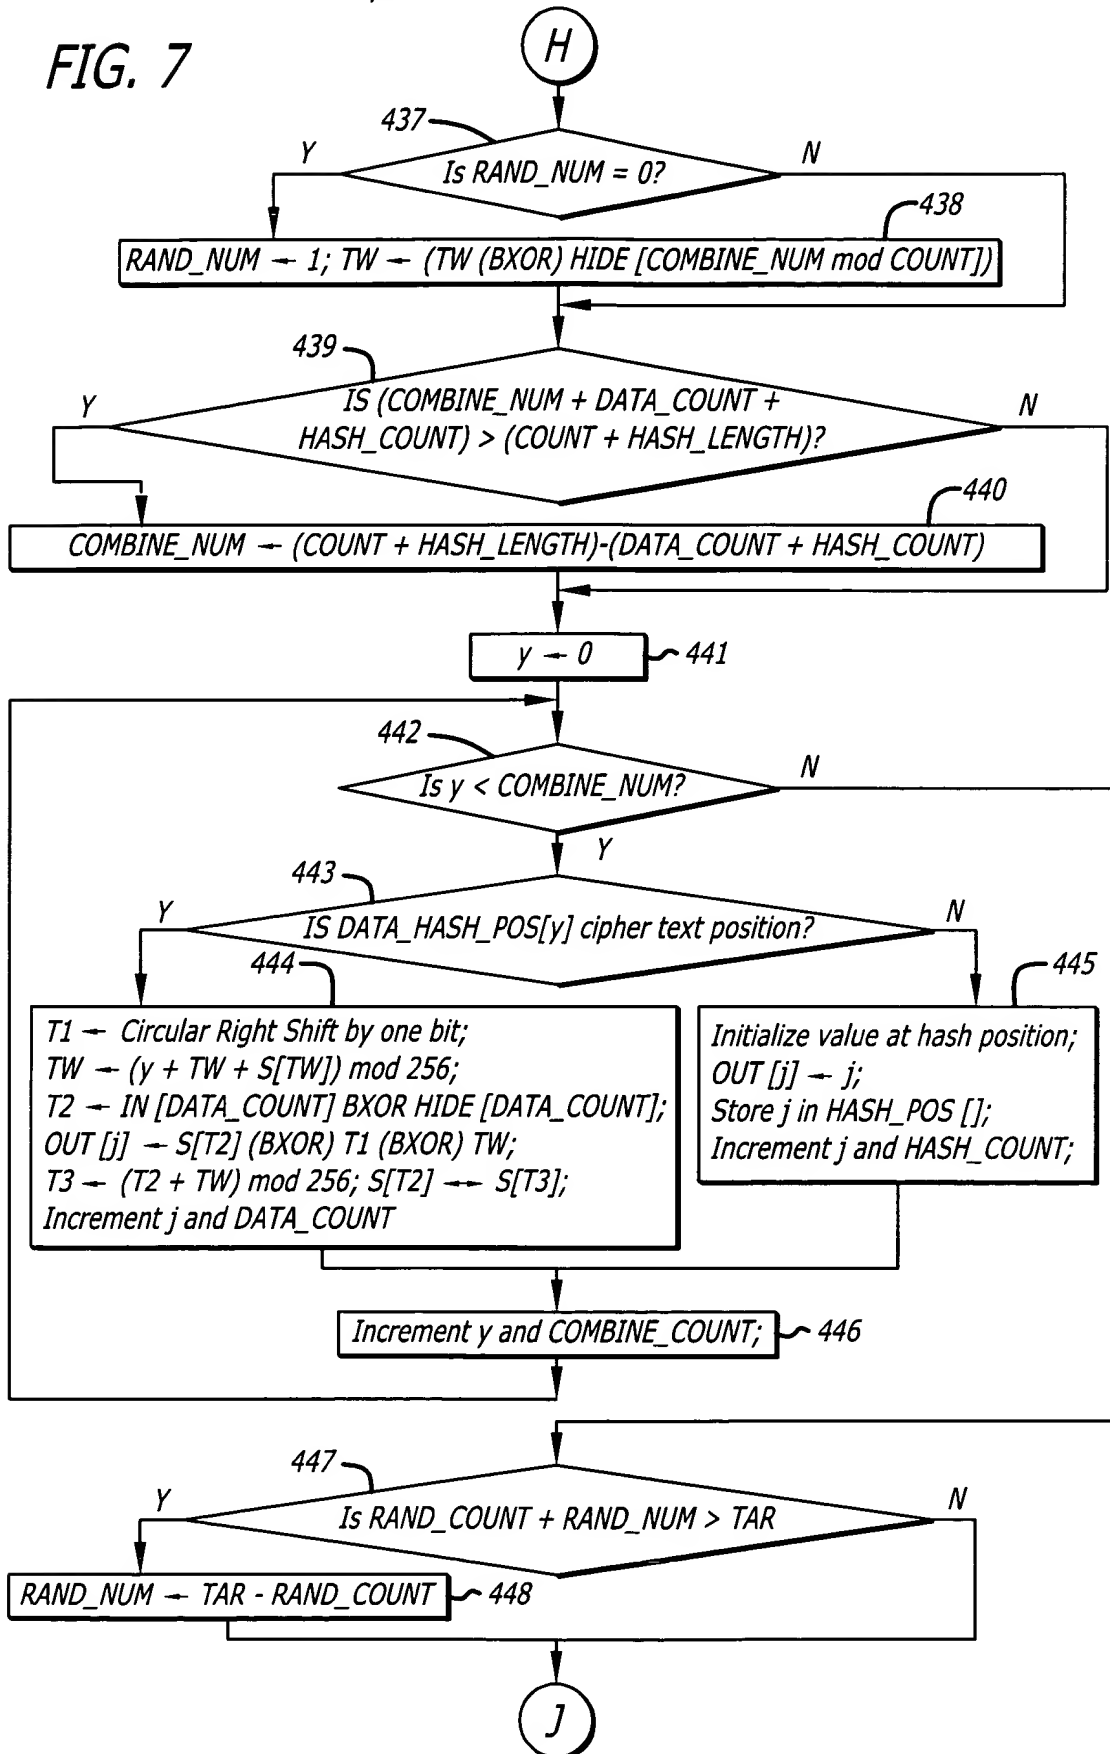 FIG. 7
H
437
Y
N
Is RAND_NUM = 0?
438
RAND_NUM ← 1; TW ← (TW (BXOR) HIDE [COMBINE_NUM mod COUNT])
439
Y
N
IS (COMBINE_NUM + DATA_COUNT +
HASH_COUNT) > (COUNT + HASH_LENGTH)?
440
COMBINE_NUM ← (COUNT + HASH_LENGTH)-(DATA_COUNT + HASH_COUNT)
y ← 0
441
442
N
Is y < COMBINE_NUM?
Y
443
Y
N
IS DATA_HASH_POS[y] cipher text position?
444
T1 ← Circular Right Shift by one bit;
TW ← (y + TW + S[TW]) mod 256;
T2 ← IN [DATA_COUNT] BXOR HIDE [DATA_COUNT];
OUT [j] ← S[T2] (BXOR) T1 (BXOR) TW;
T3 ← (T2 + TW) mod 256; S[T2] ↔ S[T3];
Increment j and DATA_COUNT
445
Initialize value at hash position;
OUT [j] ← j;
Store j in HASH_POS [];
Increment j and HASH_COUNT;
Increment y and COMBINE_COUNT;
446
447
Y
N
Is RAND_COUNT + RAND_NUM > TAR
RAND_NUM ← TAR - RAND_COUNT
448
J